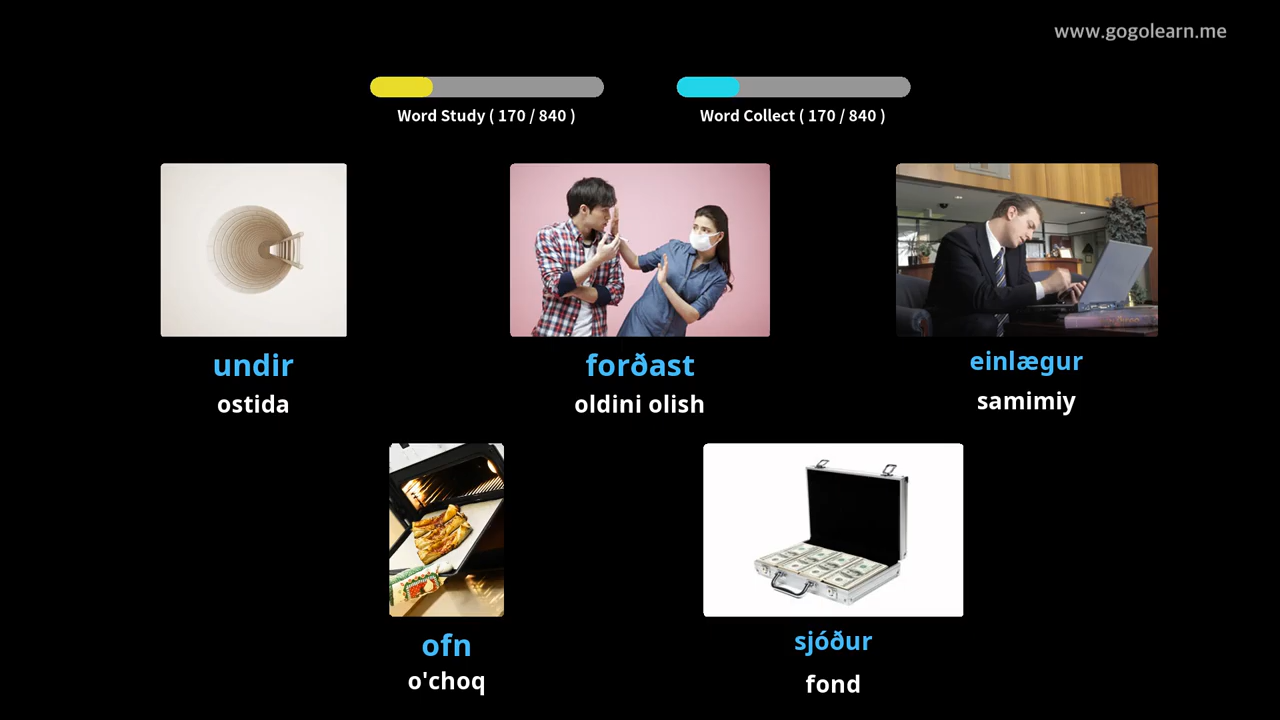 www.gogolearn.me
Word Study ( 170 / 840 )
Word Collect ( 170 / 840 )
undir
ostida
forðast
oldini olish
einlægur
samimiy
ofn
o'choq
sjóður
fond